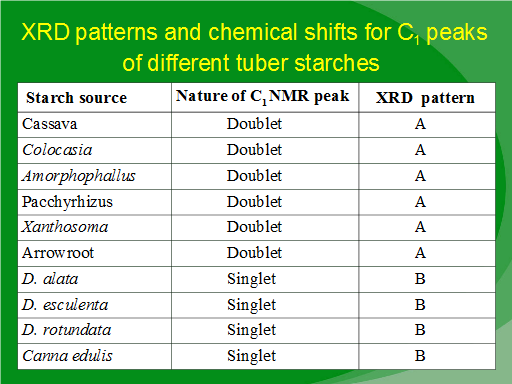 XRD patterns and chemical shifts for C1 peaks
of different tuber starches
Starch source Nature of C1 NMR peak XRD pattern
Cassava Doublet A
Colocasia Doublet A
Amorphophallus Doublet A
Pacchyrhizus Doublet A
Xanthosoma Doublet A
Arrowroot Doublet A
D. alata Singlet B
D. esculenta Singlet B
D. rotundata Singlet B
Canna edulis Singlet B